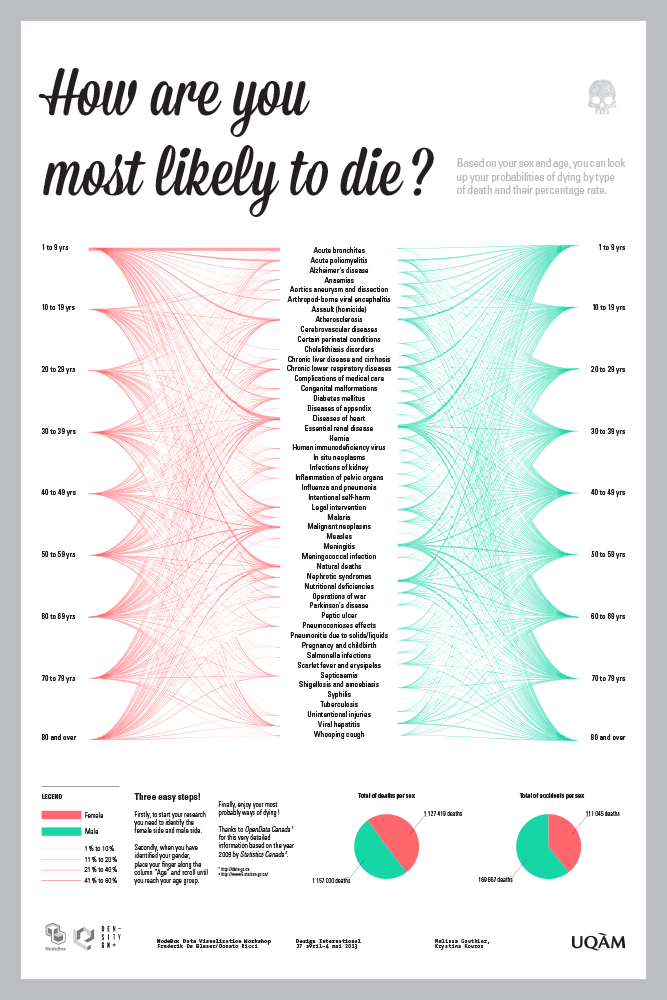 How are you
most likely to die?
Based on your sex and age, you can look
up your probabilities of dying by type
of death and their percentage rate.
1 to 9 yrs
10 to 19 yrs
20 to 29 yrs
30 to 39 yrs
40 to 49 yrs
50 to 59 yrs
60 to 69 yrs
70 to 79 yrs
80 and over
Acute bronchites
Acute poliomyelitis
Alzheimer's disease
Anaemias
Aortics aneurysm and dissection
Arthropod-borne viral encephalitis
Assault (homicide)
Atherosclerosis
Cerebrovascular diseases
Certain perinatal conditions
Cholelithiasis disorders
Chronic liver disease and cirrhosis
Chronic lower respiratory diseases
Complications of medical care
Congenital malformations
Diabetes mellitus
Diseases of appendix
Diseases of heart
Essential renal disease
Hernia
Human immunodeficiency virus
In situ neoplasms
Infections of kidney
Inflammation of pelvic organs
Influenza and pneumonia
Intentional self-harm
Legal intervention
Malaria
Malignant neoplasms
Measles
Meningitis
Meningococcal infection
Natural deaths
Nephrotic syndromes
Nutritional deficiencies
Operations of war
Parkinson's disease
Peptic ulcer
Pneumoconioses effects
Pneumonitis due to solids/liquids
Pregnancy and childbirth
Salmonella infections
Scarlet fever and erysipelas
Septicaemia
Shigellosis and amoebiasis
Syphilis
Tuberculosis
Unintentional injuries
Viral hepatitis
Whooping cough
1 to 9 yrs
10 to 19 yrs
20 to 29 yrs
30 to 39 yrs
40 to 49 yrs
50 to 59 yrs
60 to 69 yrs
70 to 79 yrs
80 and over
LEGEND
Female
Male
1 % to 10 %
11 % to 20 %
21 % to 40 %
41 % to 60 %
Three easy steps!
Firstly, to start your research
you need to identify the
female side and male side.
Secondly, when you have
identified your gender,
place your finger along the
column "Age" and scroll until
you reach your age group.
Finally, enjoy your most
probably ways of dying !
Thanks to OpenData Canada¹
for this very detailed
information based on the year
2009 by Statistics Canada².
Total of deaths per sex
1 127 419 deaths
1 157 000 deaths
Total of accidents per sex
111 045 deaths
169 667 deaths
NodeBox
DEN-
SITY
GN+
NodeBox Data Visualization Workshop
Frederik De Bleser/Donato Ricci
Design International
27 avril-4 mai 2013
Melissa Gauthier,
Krystina Kouros
UQÀM